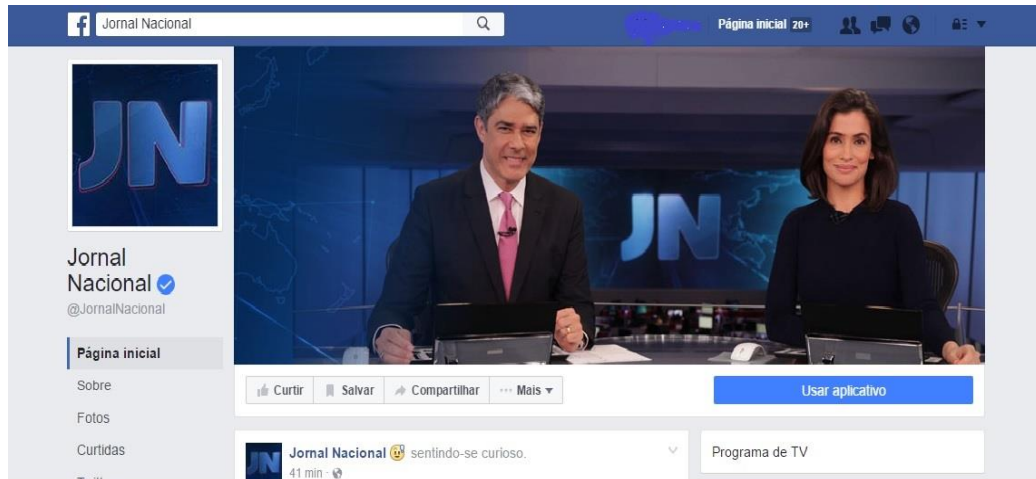 Jornal Nacional
Página inicial 20+
JN
JN
Jornal
Nacional
@JornalNacional
Página inicial
Sobre
Fotos
Curtidas
Curtir
Salvar
Compartilhar
Mais
Usar aplicativo
JN
Jornal Nacional sentindo-se curioso.
41 min
Programa de TV